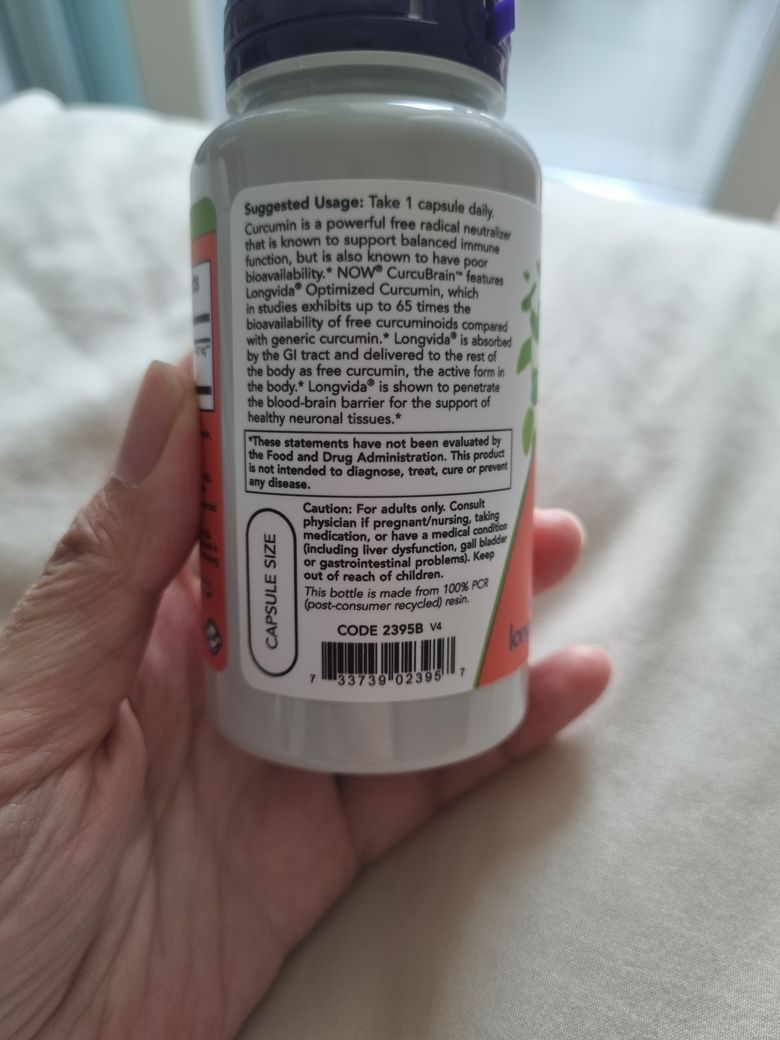 Suggested Usage: Take 1 capsule daily.
Curcumin is a powerful free radical neutralizer
that is known to support balanced immune
function, but is also known to have poor
bioavailability.* NOW® CurcuBrain™ features
Longvida® Optimized Curcumin, which
in studies exhibits up to 65 times the
bioavailability of free curcuminoids compared
with generic curcumin.* Longvida® is absorbed
by the GI tract and delivered to the rest of
the body as free curcumin, the active form in
the body.* Longvida® is shown to penetrate
the blood-brain barrier for the support of
healthy neuronal tissues.*
*These statements have not been evaluated by
the Food and Drug Administration. This product
is not intended to diagnose, treat, cure or prevent
any disease.
CAPSULE SIZE
Caution: For adults only. Consult
physician if pregnant/nursing, taking
medication, or have a medical condition
(including liver dysfunction, gall bladder
or gastrointestinal problems). Keep
out of reach of children.
This bottle is made from 100% PCR
(post-consumer recycled) resin.
CODE 2395B V4
7 33739 02395 7